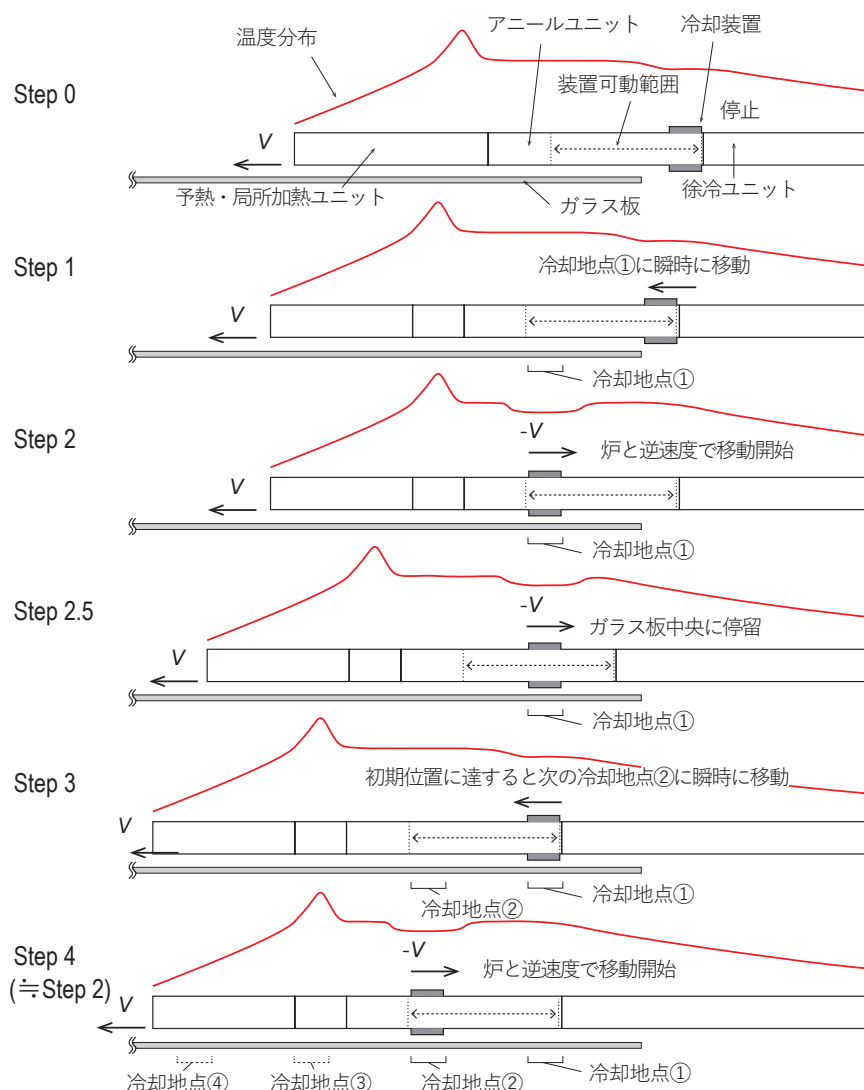 温度分布
アニールユニット
冷却装置
Step 0
装置可動範囲
停止
V
予熱・局所加熱ユニット
ガラス板
徐冷ユニット
Step 1
冷却地点①に瞬時に移動
V
冷却地点①
Step 2
-V
炉と逆速度で移動開始
V
冷却地点①
Step 2.5
-V
ガラス板中央に停留
V
冷却地点①
Step 3
初期位置に達すると次の冷却地点②に瞬時に移動
V
冷却地点②
冷却地点①
Step 4
(≒Step 2)
-V
炉と逆速度で移動開始
V
冷却地点④
冷却地点③
冷却地点②
冷却地点①